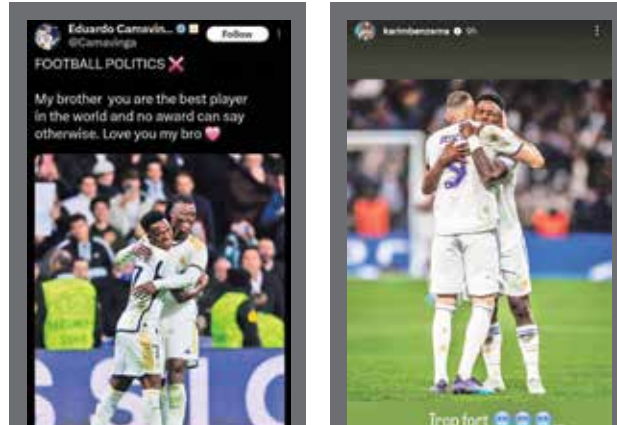 Eduardo Camavin...
@Camavinga
Follow
FOOTBALL POLITICS
My brother you are the best player
in the world and no award can say
otherwise. Love you my bro
karimbenzema 9h
Trop fort